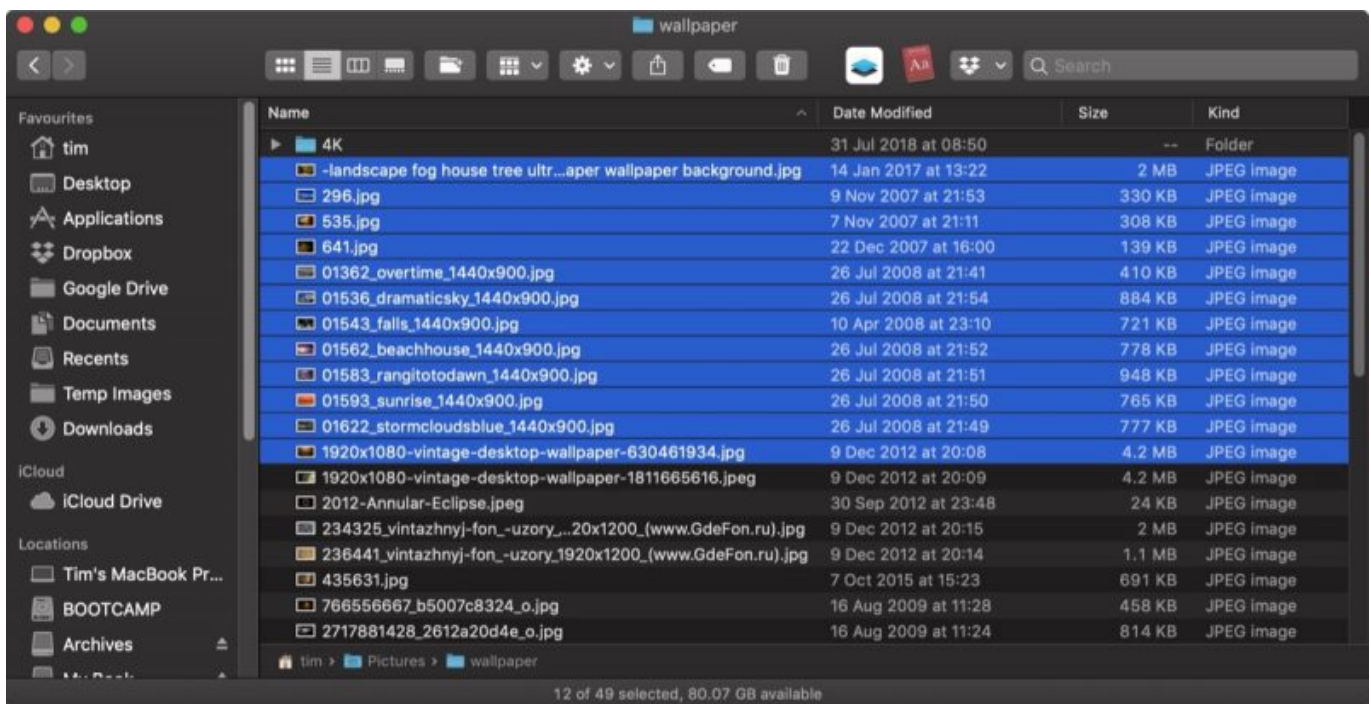 wallpaper
Aa
Search
Favourites
tim
Desktop
Applications
Dropbox
Google Drive
Documents
Recents
Temp Images
Downloads
iCloud
iCloud Drive
Locations
Tim's MacBook Pr...
BOOTCAMP
Archives
My Book
Name Date Modified Size Kind
4K 31 Jul 2018 at 08:50 -- Folder
-landscape fog house tree ultr...aper wallpaper background.jpg 14 Jan 2017 at 13:22 2 MB JPEG image
296.jpg 9 Nov 2007 at 21:53 330 KB JPEG image
535.jpg 7 Nov 2007 at 21:11 308 KB JPEG image
641.jpg 22 Dec 2007 at 16:00 139 KB JPEG image
01362_overtime_1440x900.jpg 26 Jul 2008 at 21:41 410 KB JPEG image
01536_dramaticsky_1440x900.jpg 26 Jul 2008 at 21:54 884 KB JPEG image
01543_falls_1440x900.jpg 10 Apr 2008 at 23:10 721 KB JPEG image
01562_beachhouse_1440x900.jpg 26 Jul 2008 at 21:52 778 KB JPEG image
01583_rangitotodawn_1440x900.jpg 26 Jul 2008 at 21:51 948 KB JPEG image
01593_sunrise_1440x900.jpg 26 Jul 2008 at 21:50 765 KB JPEG image
01622_stormcloudsblue_1440x900.jpg 26 Jul 2008 at 21:49 777 KB JPEG image
1920x1080-vintage-desktop-wallpaper-630461934.jpg 9 Dec 2012 at 20:08 4.2 MB JPEG image
1920x1080-vintage-desktop-wallpaper-1811665616.jpeg 9 Dec 2012 at 20:09 4.2 MB JPEG image
2012-Annular-Eclipse.jpeg 30 Sep 2012 at 23:48 24 KB JPEG image
234325_vintazhnyj-fon_-uzory_...20x1200_(www.GdeFon.ru).jpg 9 Dec 2012 at 20:15 2 MB JPEG image
236441_vintazhnyj-fon_-uzory_1920x1200_(www.GdeFon.ru).jpg 9 Dec 2012 at 20:14 1.1 MB JPEG image
435631.jpg 7 Oct 2015 at 15:23 691 KB JPEG image
766556667_b5007c8324_o.jpg 16 Aug 2009 at 11:28 458 KB JPEG image
2717881428_2612a20d4e_o.jpg 16 Aug 2009 at 11:24 814 KB JPEG image
tim › Pictures › wallpaper
12 of 49 selected, 80.07 GB available